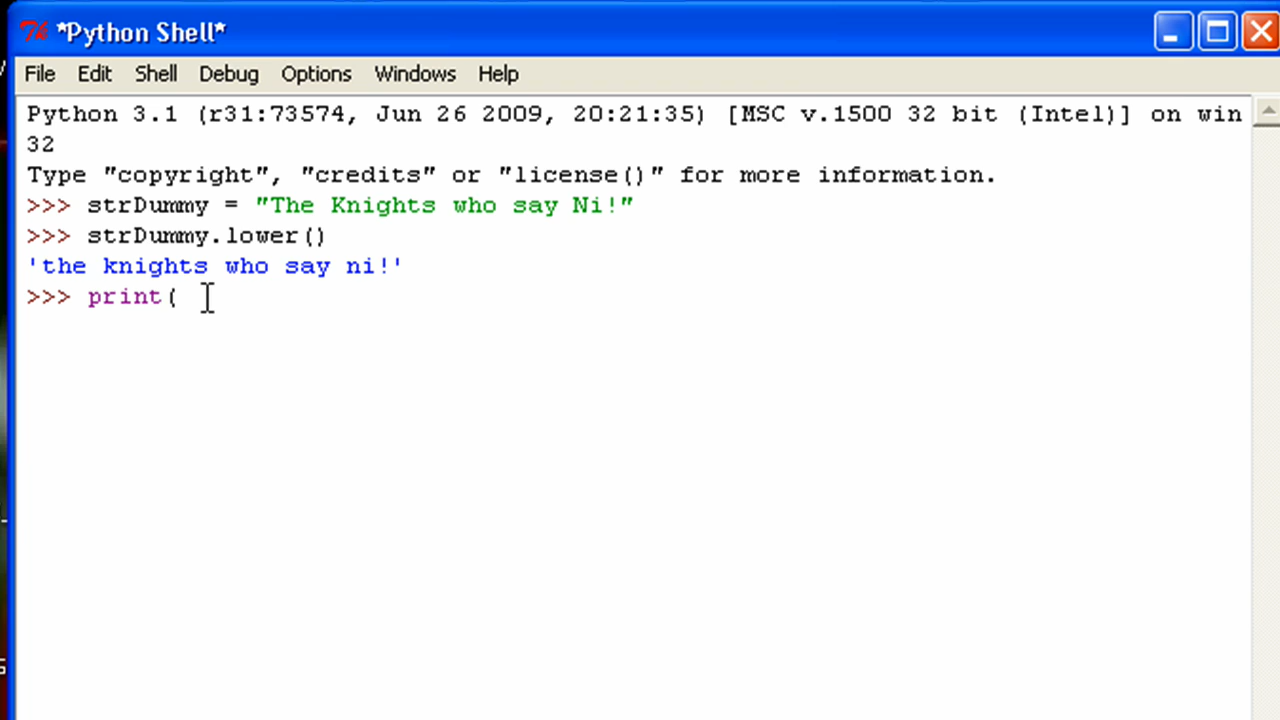 *Python Shell*
File Edit Shell Debug Options Windows Help
Python 3.1 (r31:73574, Jun 26 2009, 20:21:35) [MSC v.1500 32 bit (Intel)] on win
32
Type "copyright", "credits" or "license()" for more information.
>>> strDummy = "The Knights who say Ni!"
>>> strDummy.lower()
'the knights who say ni!'
>>> print(